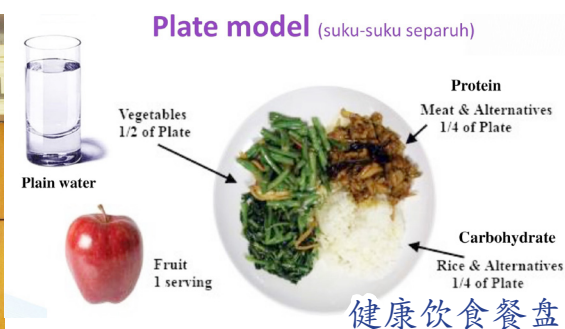 Plate model (suku-suku separuh)
Protein
Vegetables
1/2 of Plate
Meat & Alternatives
1/4 of Plate
Plain water
Carbohydrate
Fruit
1 serving
Rice & Alternatives
1/4 of Plate
健康饮食餐盘